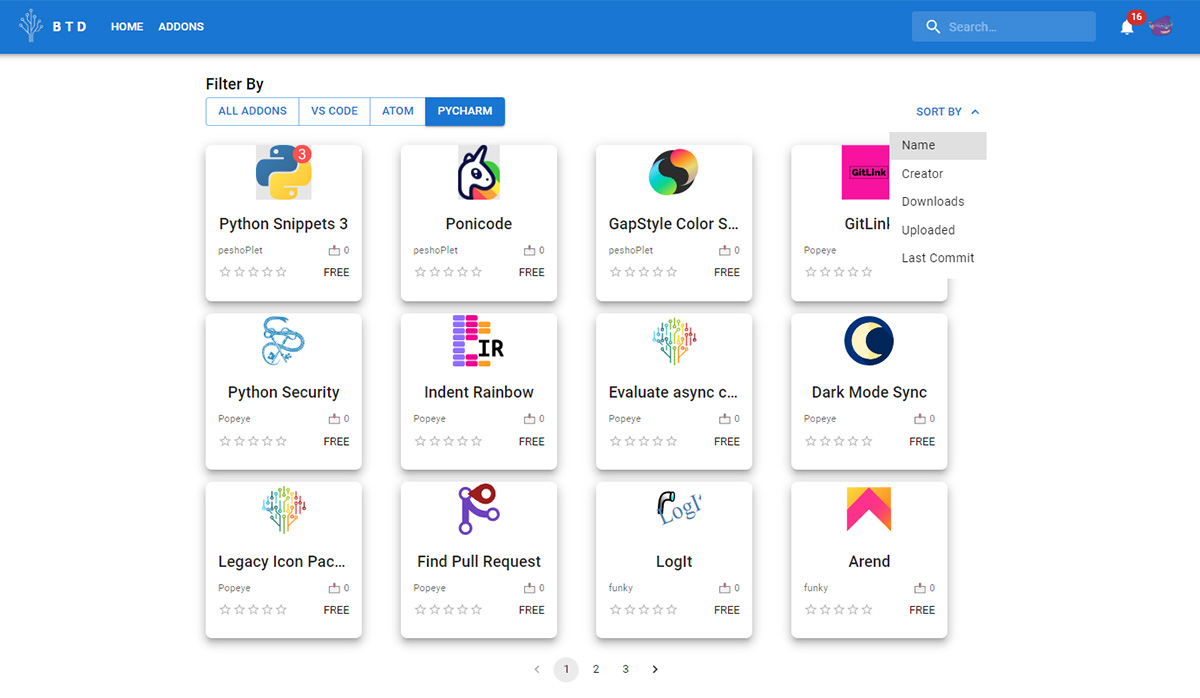 BTD HOME ADDONS Search... 16
Filter By
ALL ADDONS VS CODE ATOM PYCHARM SORT BY
Name
Creator
Downloads
Uploaded
Last Commit
3 GitLink
Python Snippets 3 Ponicode GapStyle Color S... GitLink
peshoPlet 0 peshoPlet 0 peshoPlet 0 Popeye
FREE FREE FREE
IR
Python Security Indent Rainbow Evaluate async c... Dark Mode Sync
Popeye 0 Popeye 0 Popeye 0 Popeye 0
FREE FREE FREE FREE
LogIt
Legacy Icon Pac... Find Pull Request LogIt Arend
Popeye 0 Popeye 0 funky 0 funky 0
FREE FREE FREE FREE
1 2 3